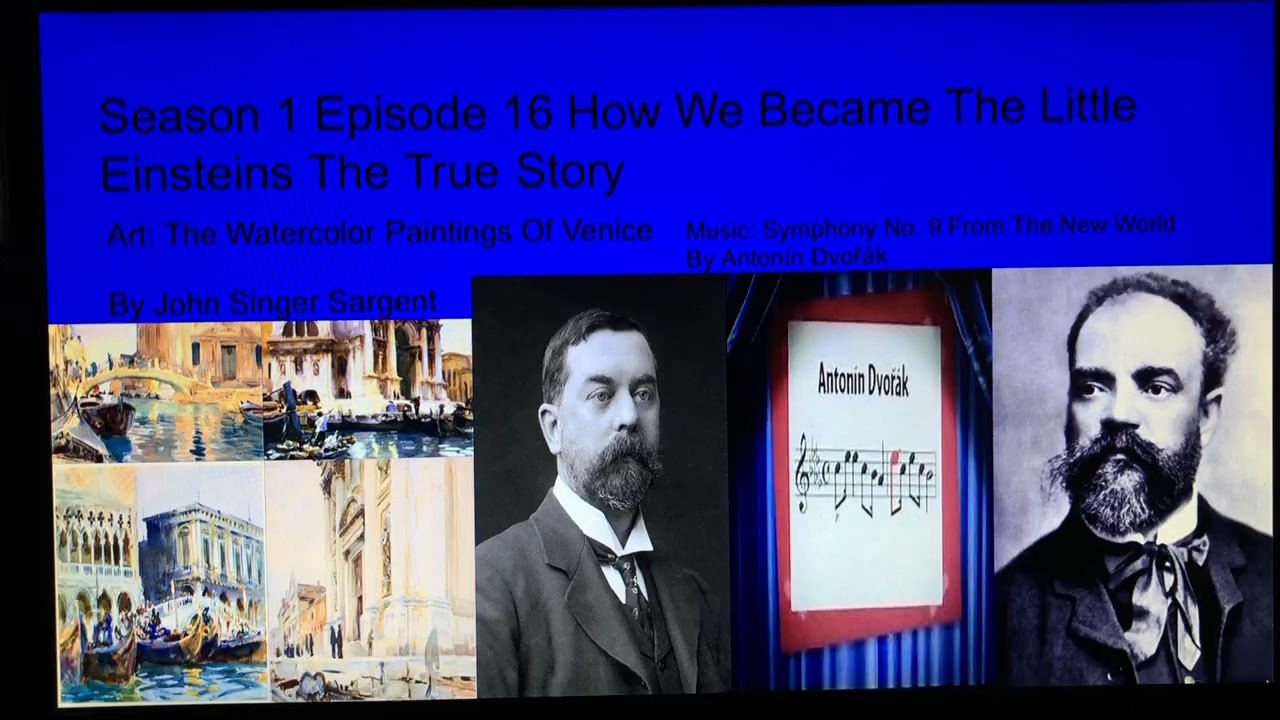 Season 1 Episode 16 How We Became The Little
Einsteins The True Story
Art: The Watercolor Paintings Of Venice
By John Singer Sargent
Music: Symphony No. 9 From The New World
By Antonín Dvořák
Antonín Dvořák